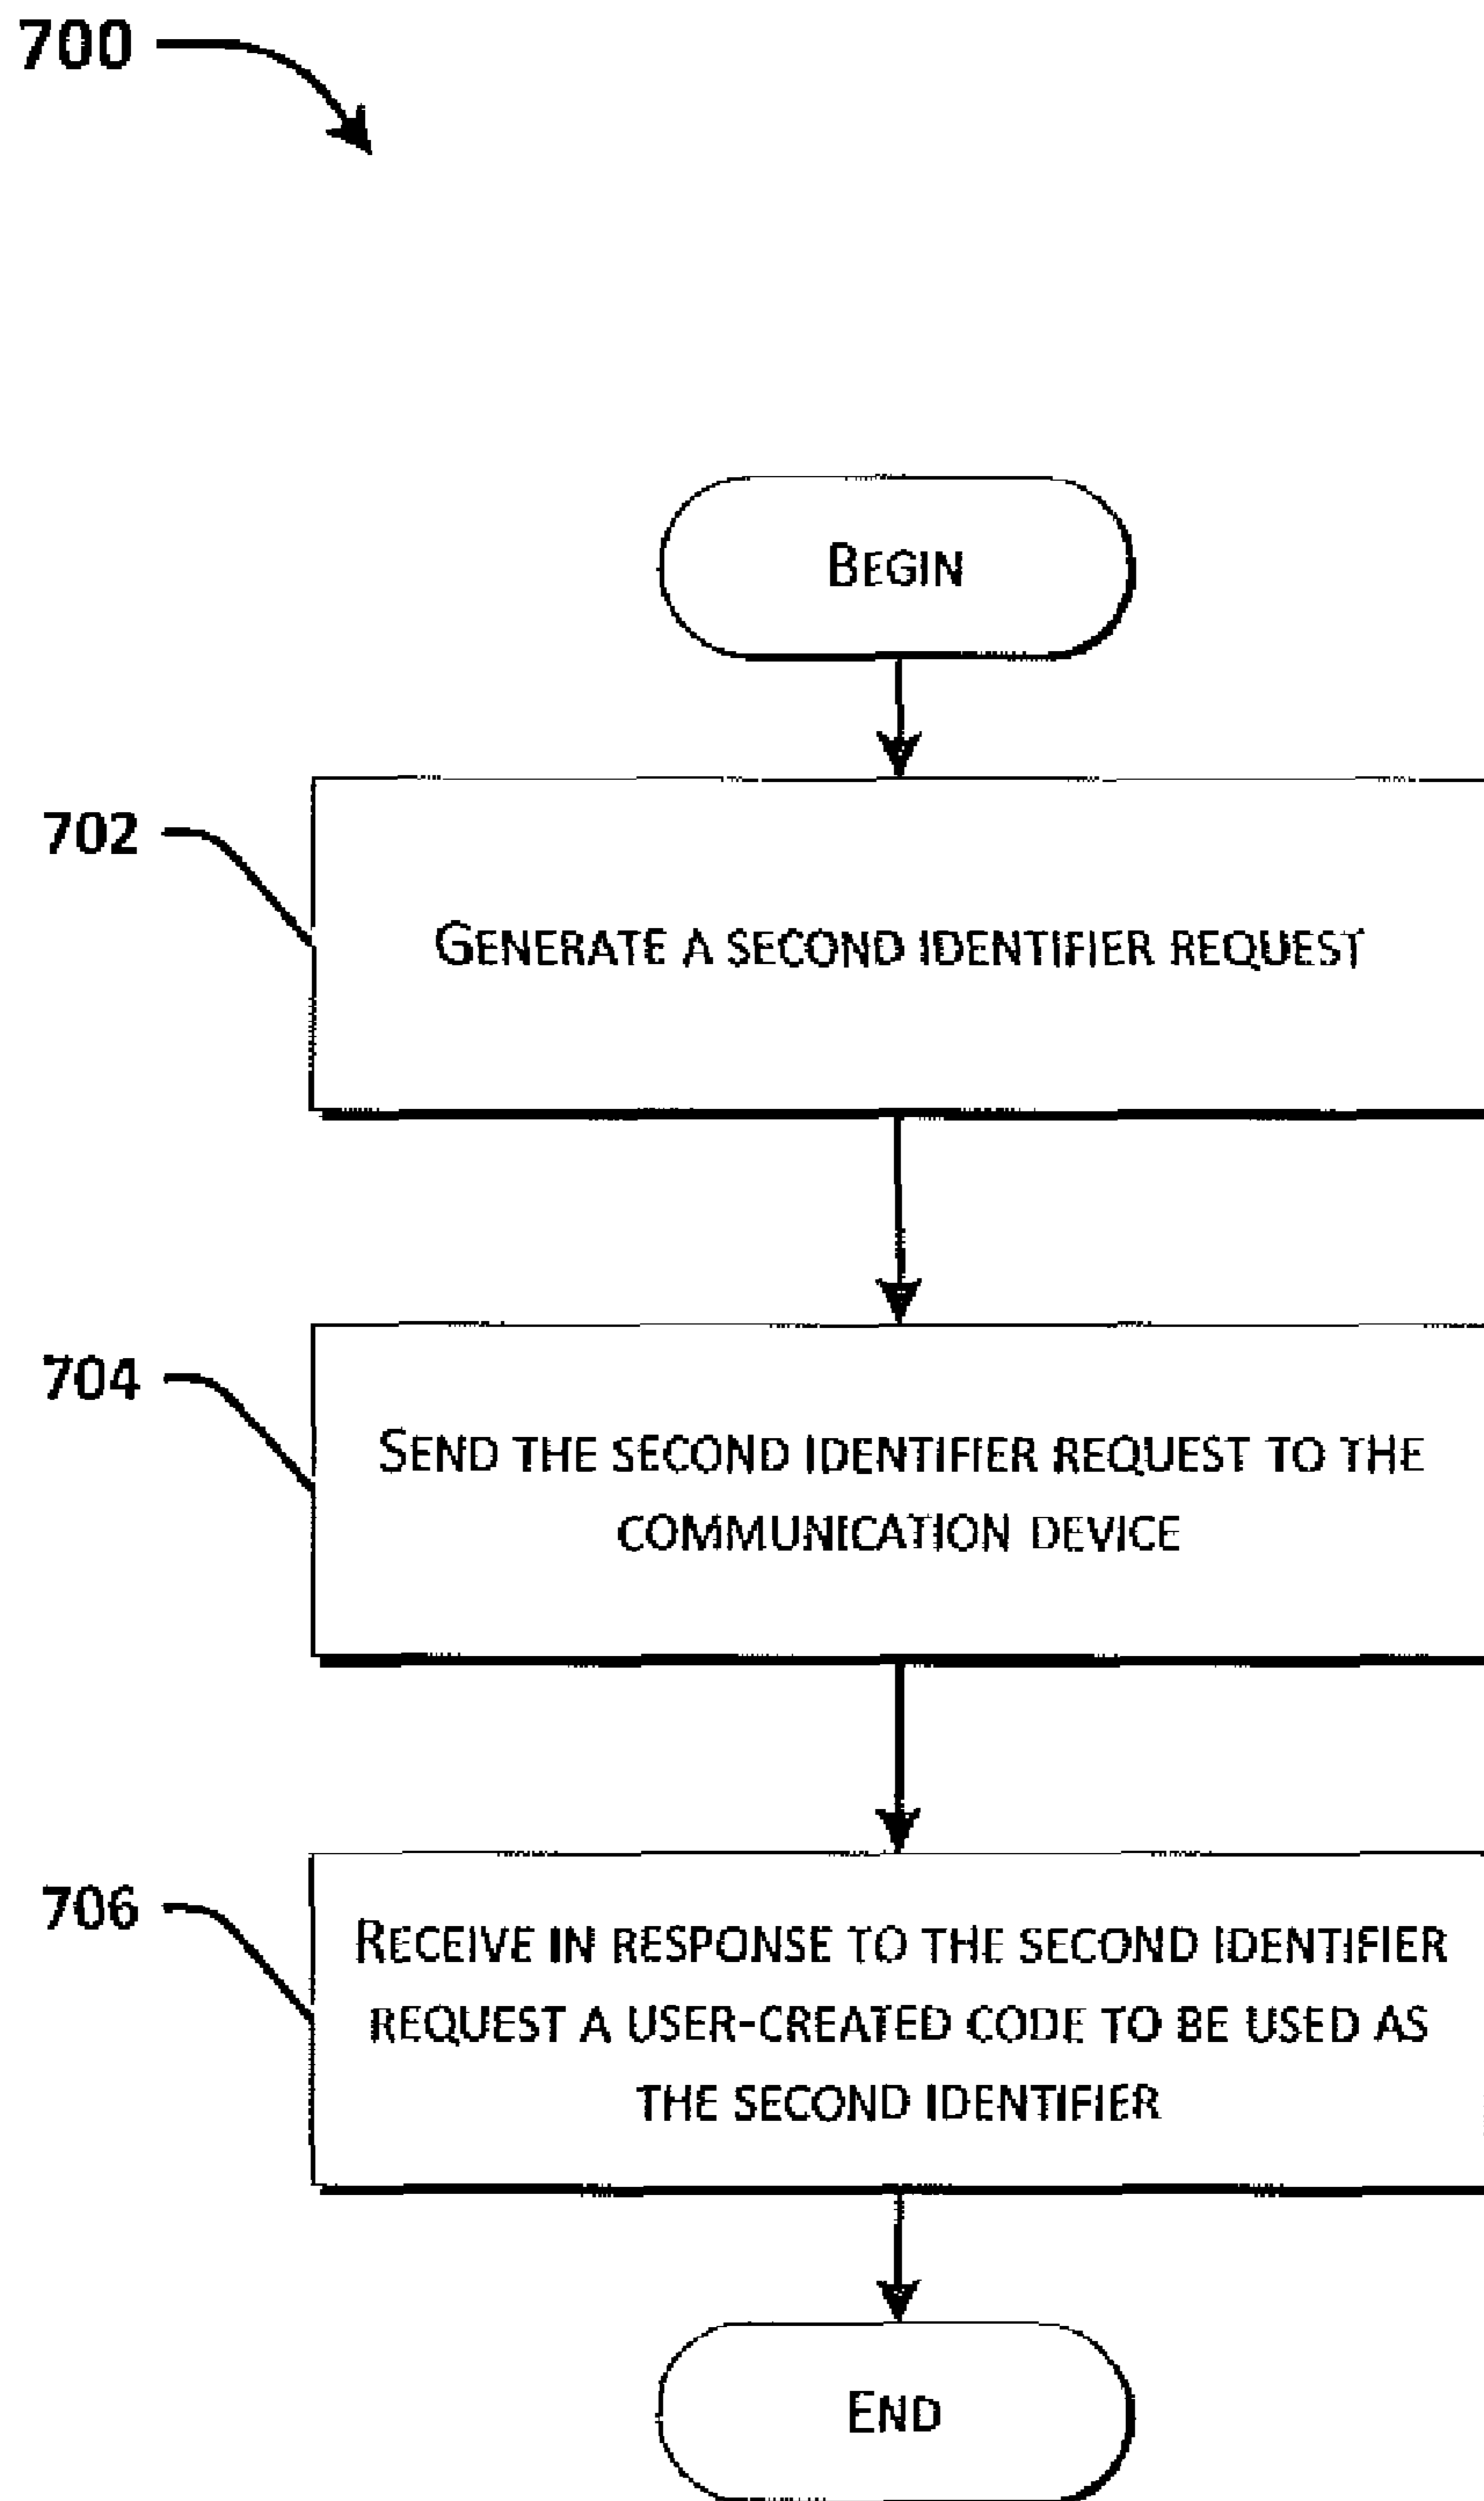 700
BEGIN
702
GENERATE A SECOND IDENTIFIER REQUEST
704
SEND THE SECOND IDENTIFIER REQUEST TO THE
COMMUNICATION DEVICE
706
RECEIVE IN RESPONSE TO THE SECOND IDENTIFIER
REQUEST A USER-CREATED CODE TO BE USED AS
THE SECOND IDENTIFIER
END